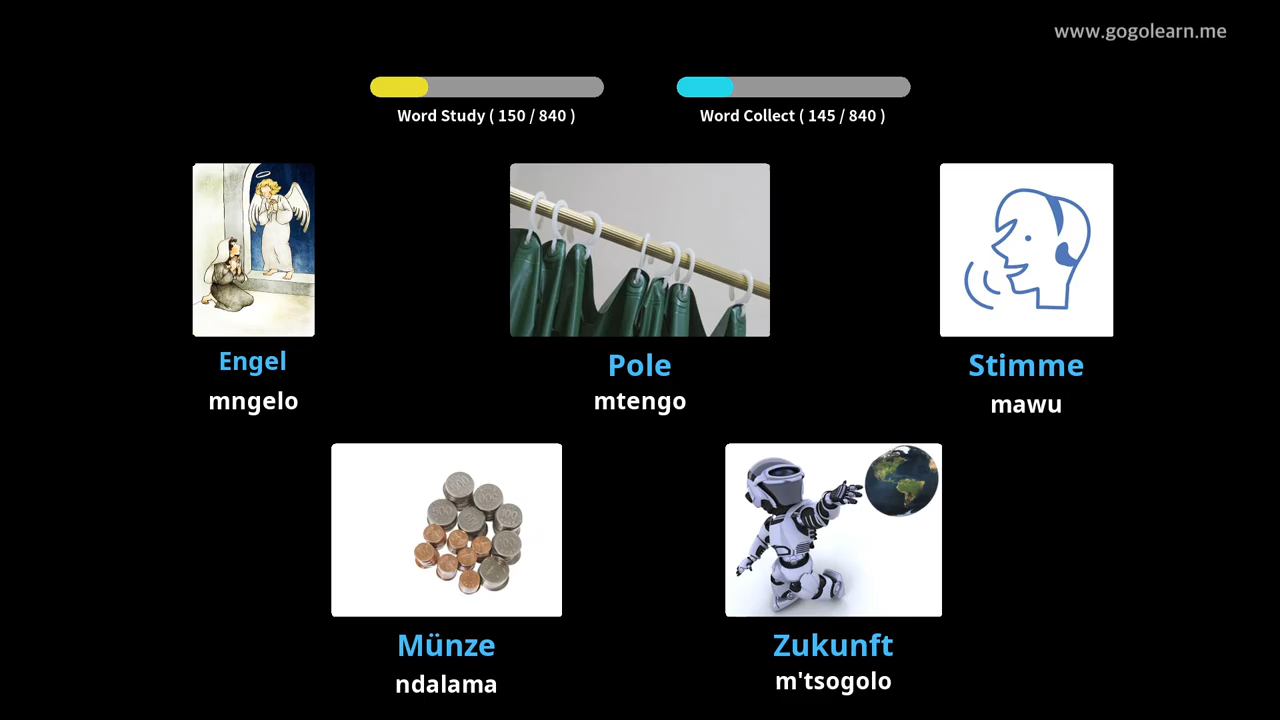 www.gogolearn.me
Word Study ( 150 / 840 )
Word Collect ( 145 / 840 )
Engel
mngelo
Pole
mtengo
Stimme
mawu
Münze
ndalama
Zukunft
m'tsogolo